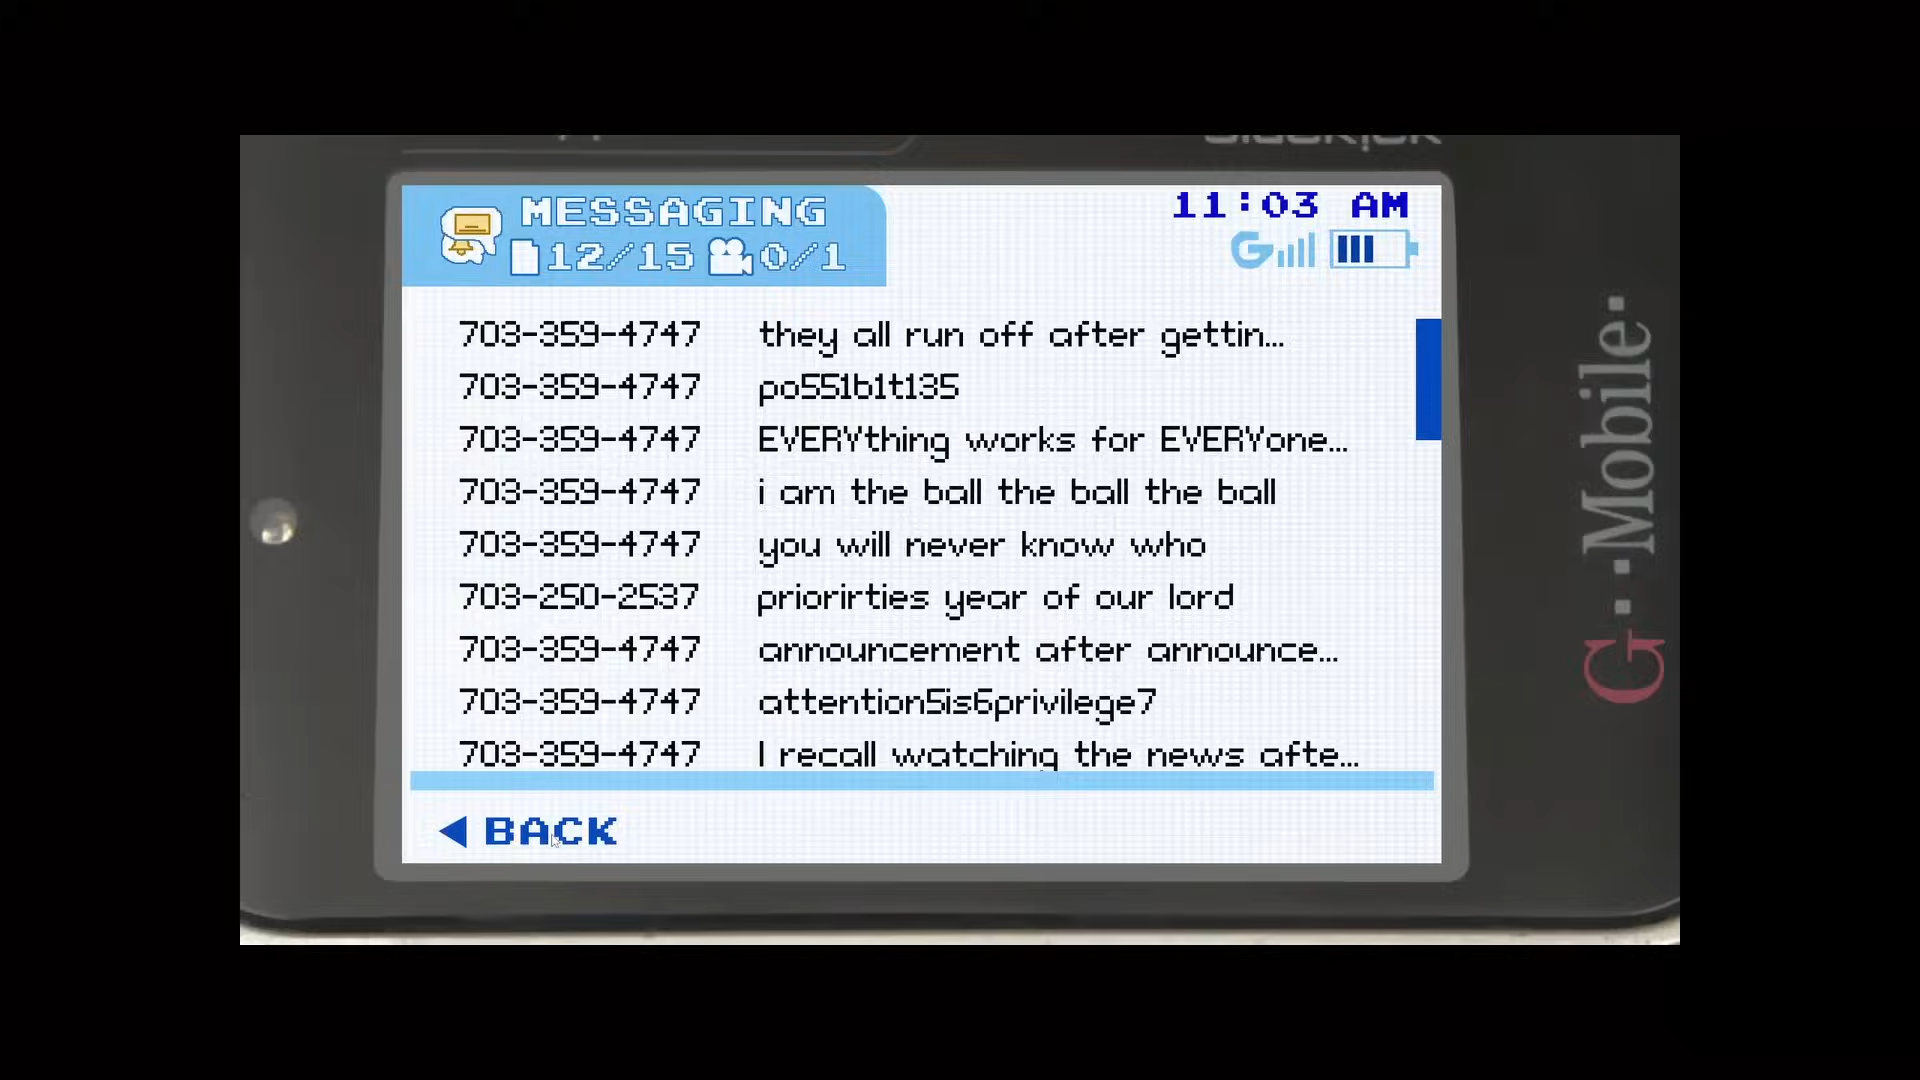 sidekick
MESSAGING
12/15 0/1
11:03 AM
G
703-359-4747 they all run off after gettin...
703-359-4747 po551b1t135
703-359-4747 EVERYthing works for EVERYone...
703-359-4747 i am the ball the ball the ball
703-359-4747 you will never know who
703-250-2537 priorirties year of our lord
703-359-4747 announcement after announce...
703-359-4747 attention5is6privilege7
703-359-4747 I recall watching the news afte...
BACK
G··Mobile·